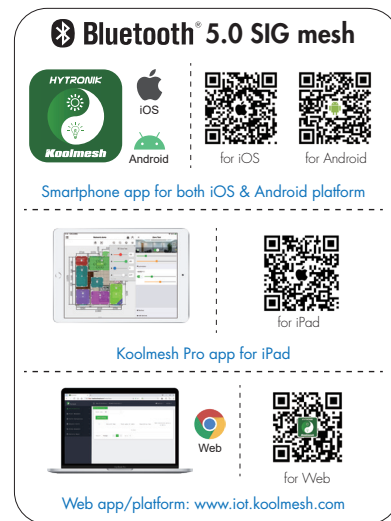 Bluetooth® 5.0 SIG mesh
HYTRONIK
Koolmesh
iOS
Android
for iOS
for Android
Smartphone app for both iOS & Android platform
for iPad
Koolmesh Pro app for iPad
Web
for Web
Web app/platform: www.iot.koolmesh.com